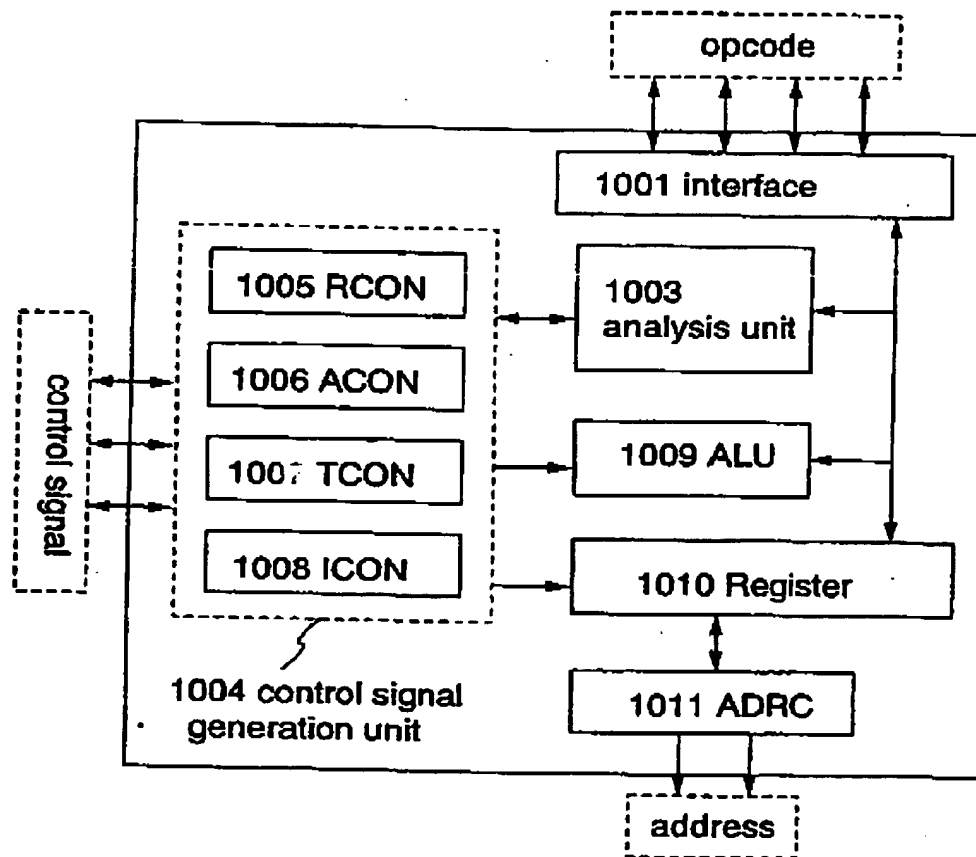 opcode
1001 interface
1005 RCON
1003
analysis unit
1006 ACON
control signal
1007 TCON
1009 ALU
1008 ICON
1010 Register
1004 control signal
generation unit
1011 ADRC
address